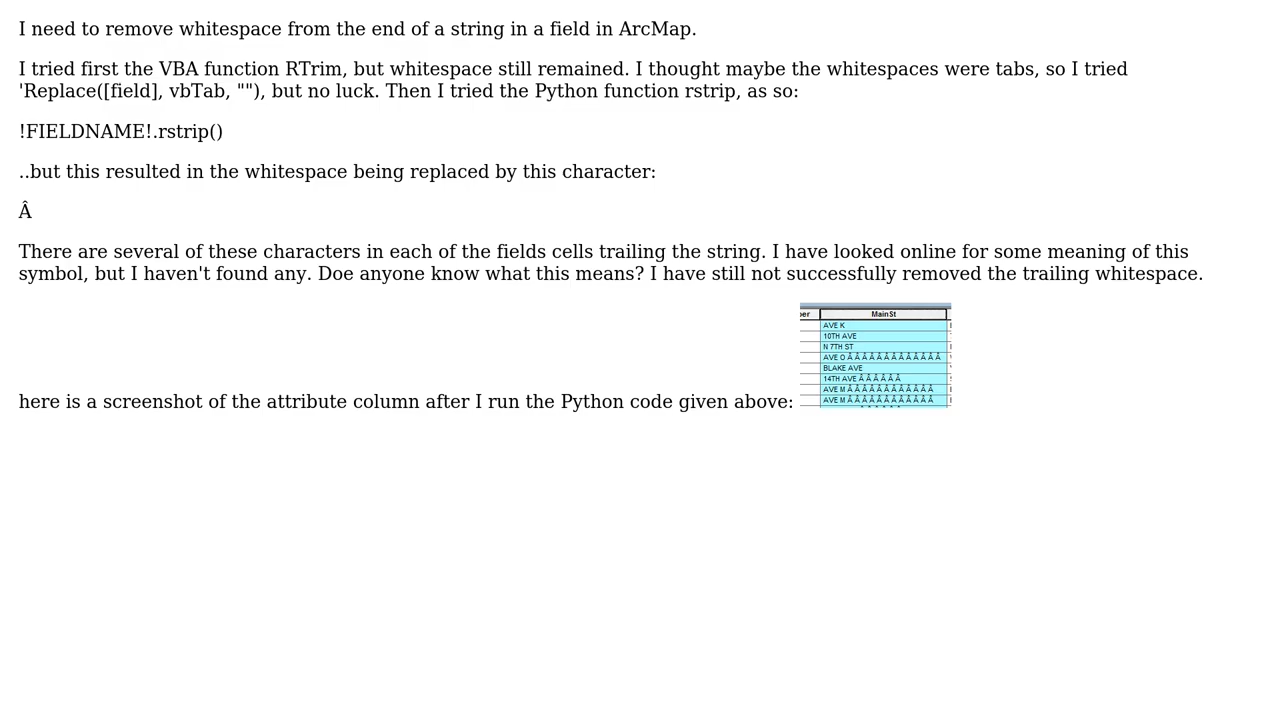 I need to remove whitespace from the end of a string in a field in ArcMap.
I tried first the VBA function RTrim, but whitespace still remained. I thought maybe the whitespaces were tabs, so I tried
'Replace([field], vbTab, ""), but no luck. Then I tried the Python function rstrip, as so:
!FIELDNAME!.rstrip()
..but this resulted in the whitespace being replaced by this character:
Â
There are several of these characters in each of the fields cells trailing the string. I have looked online for some meaning of this
symbol, but I haven't found any. Doe anyone know what this means? I have still not successfully removed the trailing whitespace.
MainSt
AVE K
10TH AVE
N 7TH ST
AVE O Â Â Â Â Â Â Â Â Â Â Â Â Â
BLAKE AVE
14TH AVE Â Â Â Â Â Â
AVE M Â Â Â Â Â Â Â Â Â Â Â Â
AVE M Â Â Â Â Â Â Â Â Â Â Â Â
here is a screenshot of the attribute column after I run the Python code given above: